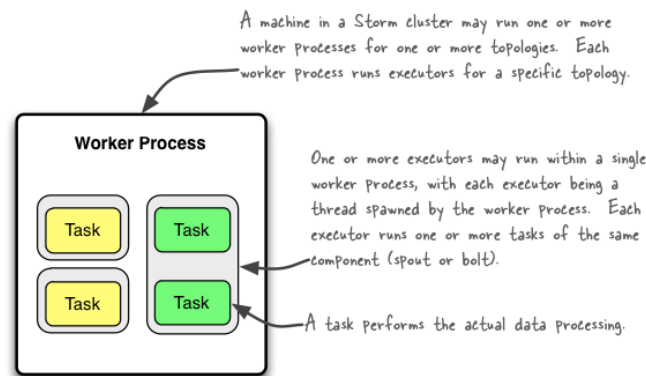 A machine in a Storm cluster may run one or more
worker processes for one or more topologies. Each
worker process runs executors for a specific topology.
Worker Process
One or more executors may run within a single
worker process, with each executor being a
thread spawned by the worker process. Each
executor runs one or more tasks of the same
component (spout or bolt).
Task
Task
Task
Task
A task performs the actual data processing.